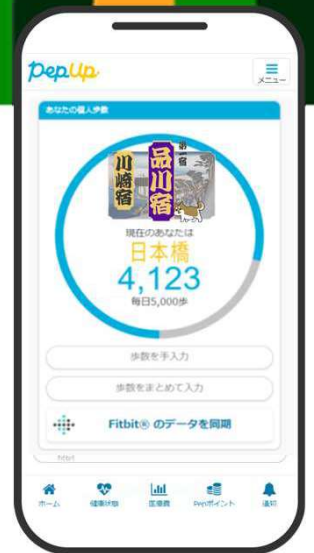 PepUp
メニュー
あなたの個人歩数
川崎宿
品川宿
現在のあなたは
日本橋
4,123
毎日5,000歩
歩数を手入力
歩数をまとめて入力
Fitbit® のデータを同期
fitbit
ホーム
健康状態
医療費
Pepポイント
通知